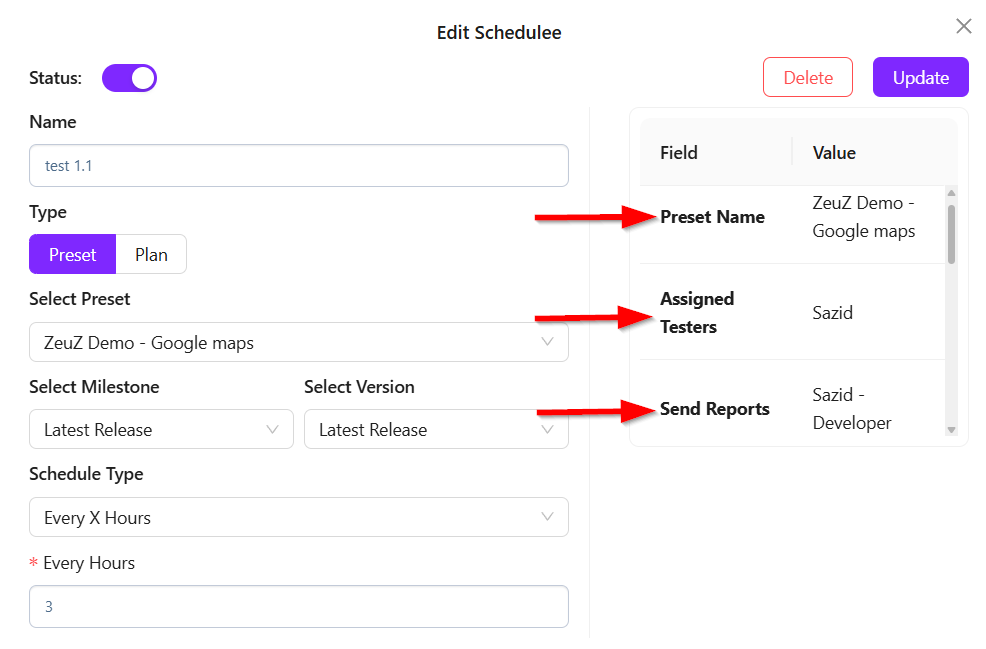 Edit Schedulee
Status:
Delete
Update
Name
test 1.1
Type
Preset
Plan
Select Preset
ZeuZ Demo - Google maps
Select Milestone
Select Version
Latest Release
Latest Release
Schedule Type
Every X Hours
* Every Hours
3
Field
Value
Preset Name
ZeuZ Demo -
Google maps
Assigned
Testers
Sazid
Send Reports
Sazid -
Developer